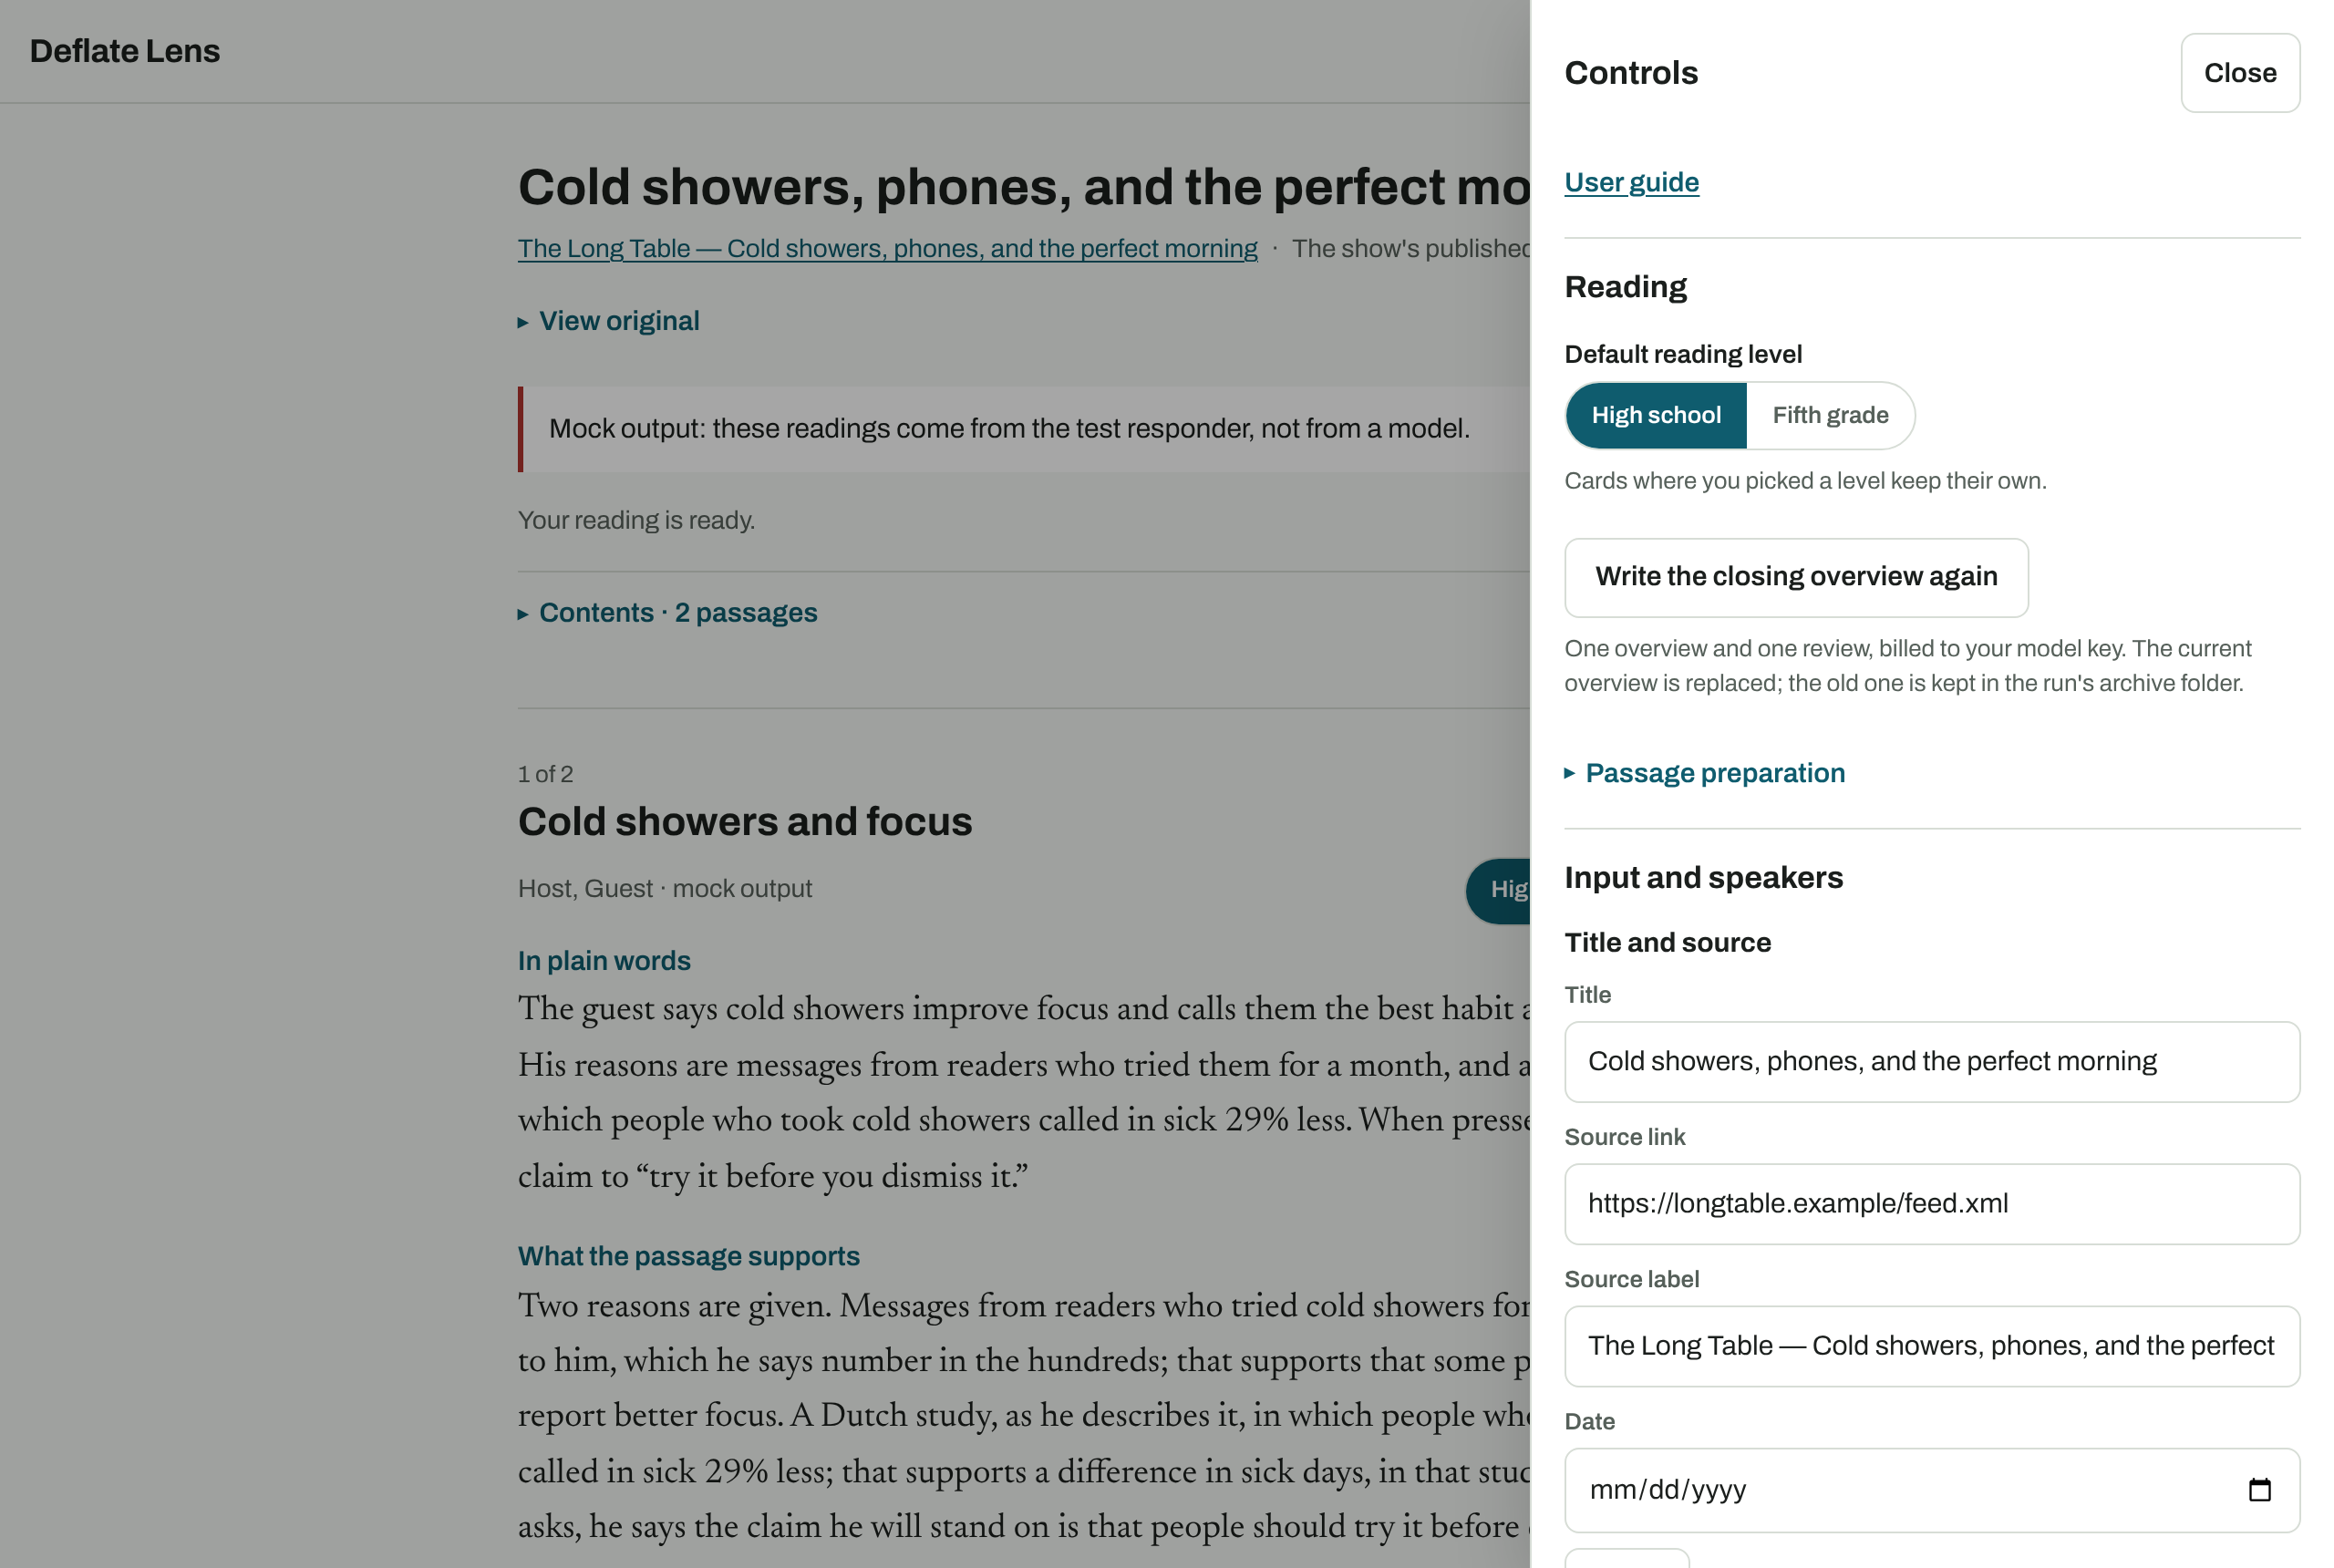 Deflate Lens
Cold showers, phones, and the perfect mo
The Long Table — Cold showers, phones, and the perfect morning · The show's published
View original
Mock output: these readings come from the test responder, not from a model.
Your reading is ready.
Contents · 2 passages
1 of 2
Cold showers and focus
Host, Guest · mock output
Hig
In plain words
The guest says cold showers improve focus and calls them the best habit a
His reasons are messages from readers who tried them for a month, and a
which people who took cold showers called in sick 29% less. When presse
claim to “try it before you dismiss it.”
What the passage supports
Two reasons are given. Messages from readers who tried cold showers for
to him, which he says number in the hundreds; that supports that some p
report better focus. A Dutch study, as he describes it, in which people who
called in sick 29% less; that supports a difference in sick days, in that stud
asks, he says the claim he will stand on is that people should try it before
Controls
Close
User guide
Reading
Default reading level
High school
Fifth grade
Cards where you picked a level keep their own.
Write the closing overview again
One overview and one review, billed to your model key. The current
overview is replaced; the old one is kept in the run's archive folder.
Passage preparation
Input and speakers
Title and source
Title
Cold showers, phones, and the perfect morning
Source link
https://longtable.example/feed.xml
Source label
The Long Table — Cold showers, phones, and the perfect
Date
mm/dd/yyyy